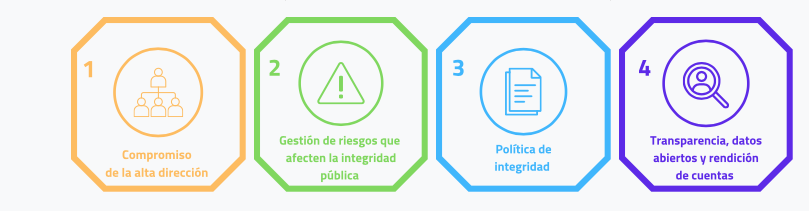 1
Compromiso
de la alta dirección
2
Gestión de riesgos que
afecten la integridad
pública
3
Política de
integridad
4
Transparencia, datos
abiertos y rendición
de cuentas